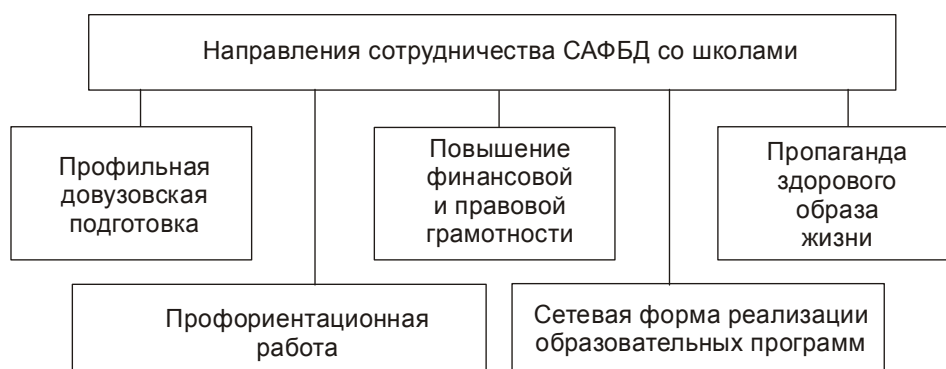 Направления сотрудничества САФБД со школами
Профильная
довузовская
подготовка
Повышение
финансовой
и правовой
грамотности
Пропаганда
здорового
образа
жизни
Профориентационная
работа
Сетевая форма реализации
образовательных программ